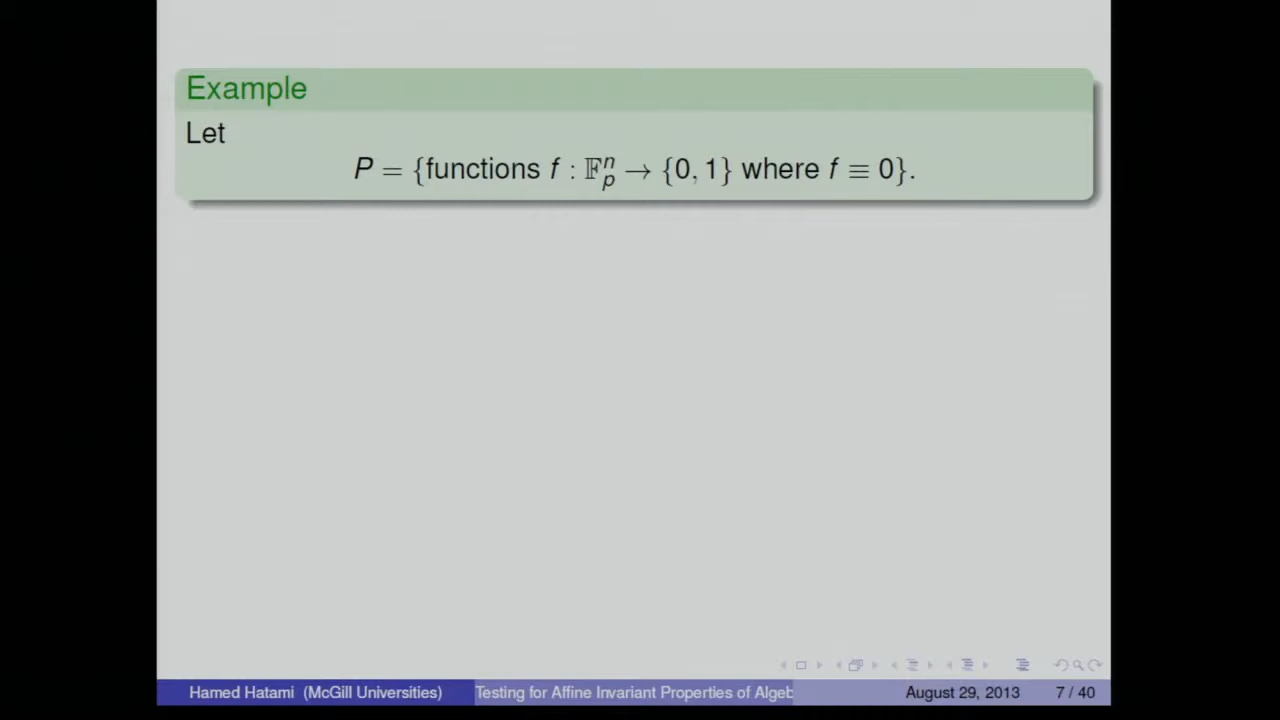 Example
Let
P = {functions f : 𝔽ₚⁿ → {0, 1} where f ≡ 0}.
Hamed Hatami (McGill Universities) Testing for Affine Invariant Properties of Algeb August 29, 2013 7 / 40